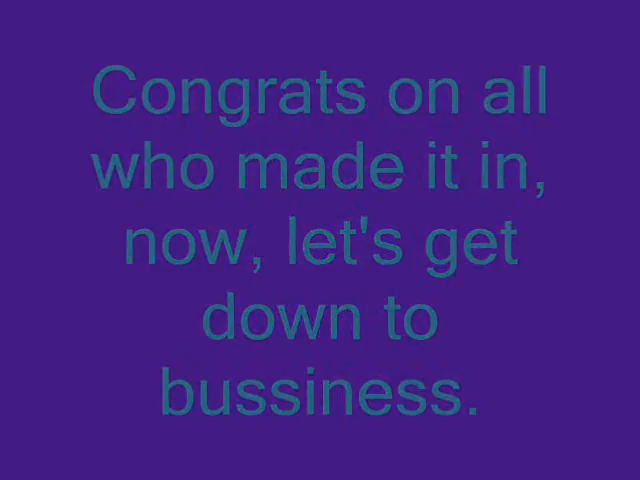 Congrats on all
who made it in,
now, let's get
down to
bussiness.